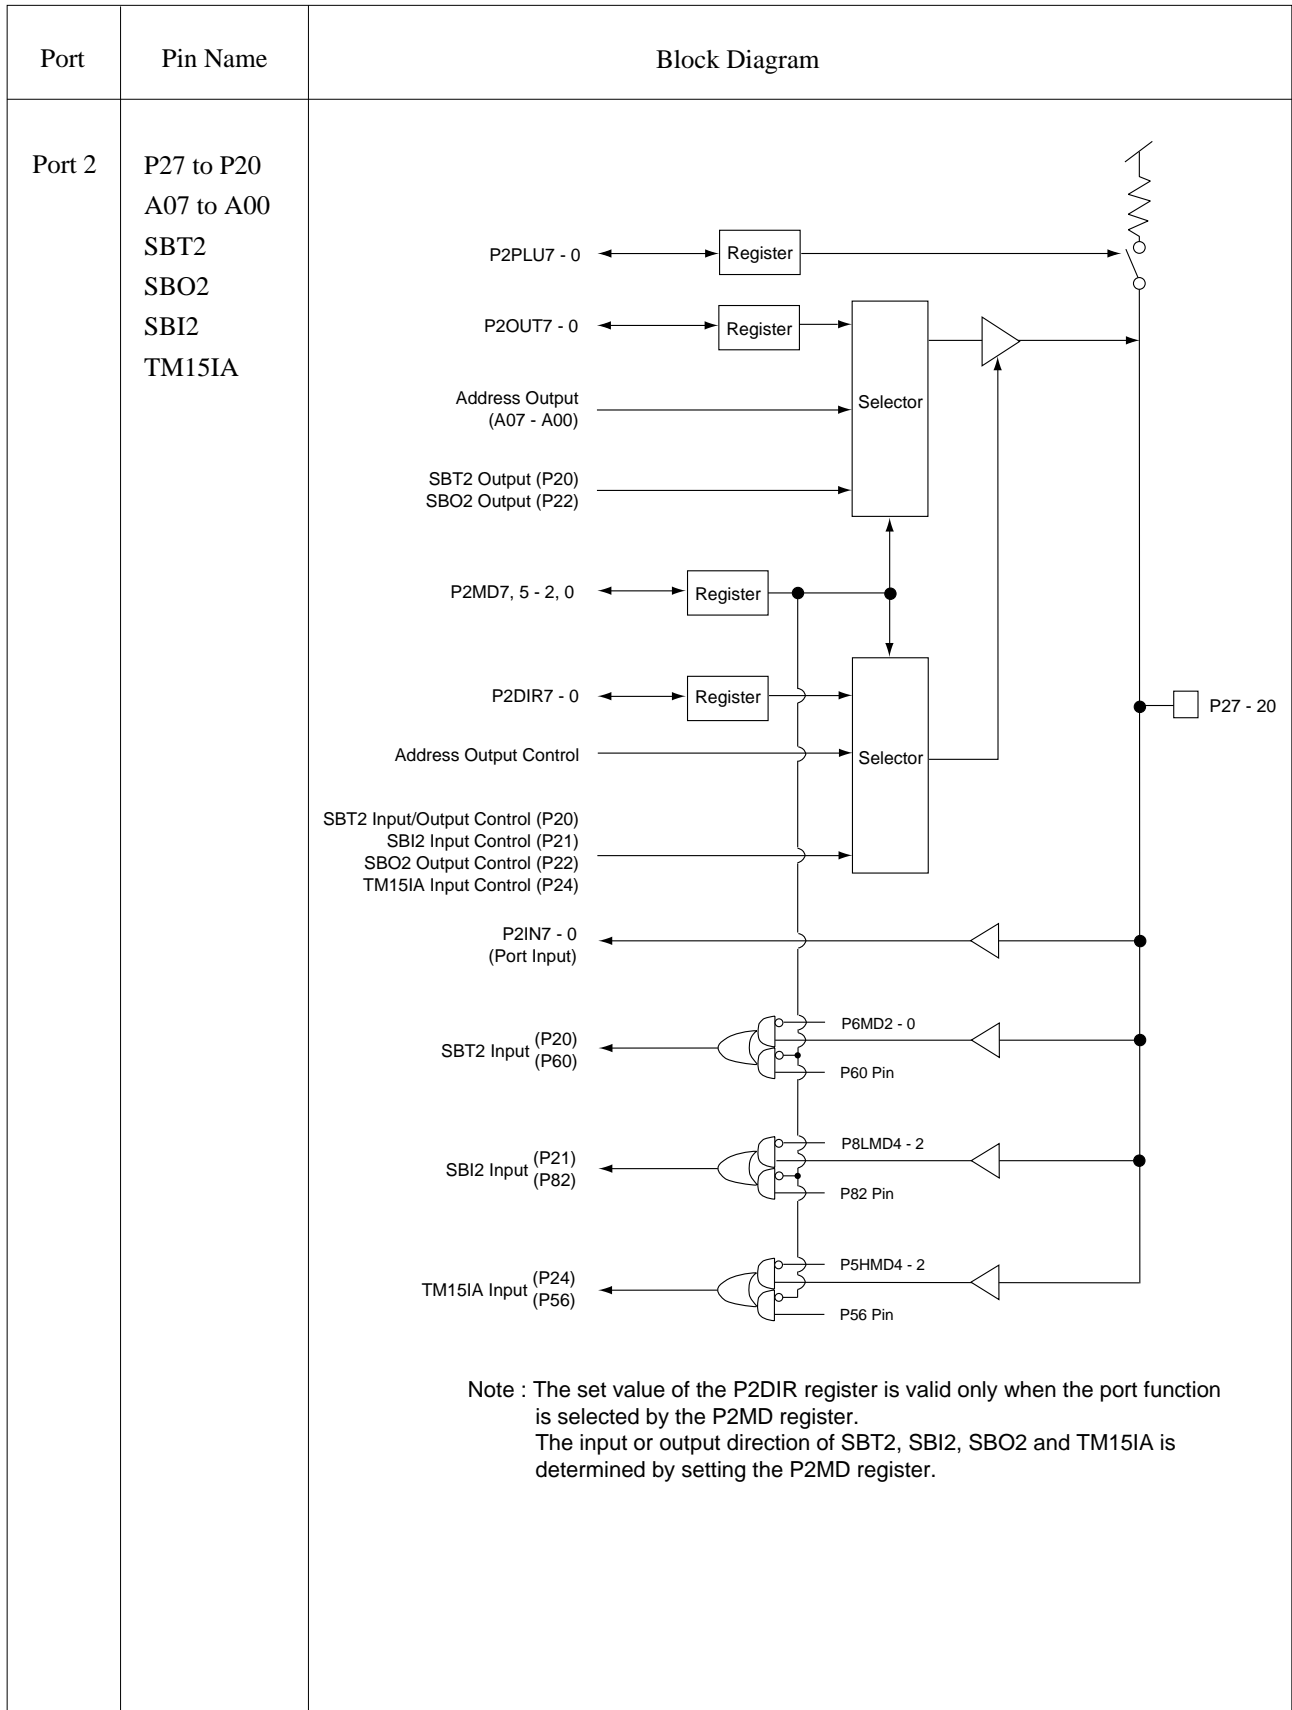 Port
Pin Name
Block Diagram
Port 2
P27 to P20
A07 to A00
SBT2
SBO2
SBI2
TM15IA
P2PLU7 - 0
Register
P2OUT7 - 0
Register
Address Output
(A07 - A00)
Selector
SBT2 Output (P20)
SBO2 Output (P22)
P2MD7, 5 - 2, 0
Register
P2DIR7 - 0
Register
P27 - 20
Address Output Control
Selector
SBT2 Input/Output Control (P20)
SBI2 Input Control (P21)
SBO2 Output Control (P22)
TM15IA Input Control (P24)
P2IN7 - 0
(Port Input)
P6MD2 - 0
SBT2 Input (P20)
(P60)
P60 Pin
P8LMD4 - 2
SBI2 Input (P21)
(P82)
P82 Pin
P5HMD4 - 2
TM15IA Input (P24)
(P56)
P56 Pin
Note : The set value of the P2DIR register is valid only when the port function
is selected by the P2MD register.
The input or output direction of SBT2, SBI2, SBO2 and TM15IA is
determined by setting the P2MD register.